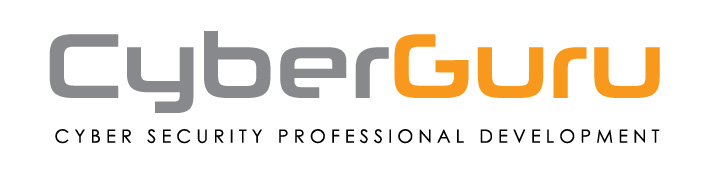 CyberGuru
CYBER SECURITY PROFESSIONAL DEVELOPMENT